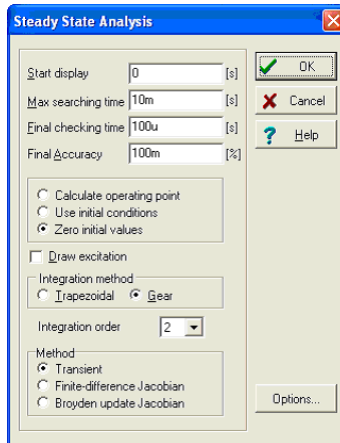 Steady State Analysis
Start display 0 [s]
OK
Max searching time 10m [s]
Cancel
Final checking time 100u [s]
? Help
Final Accuracy 100m [%]
Calculate operating point
Use initial conditions
Zero initial values
Draw excitation
Integration method
Trapezoidal Gear
Integration order 2
Method
Transient
Finite-difference Jacobian
Broyden update Jacobian
Options...